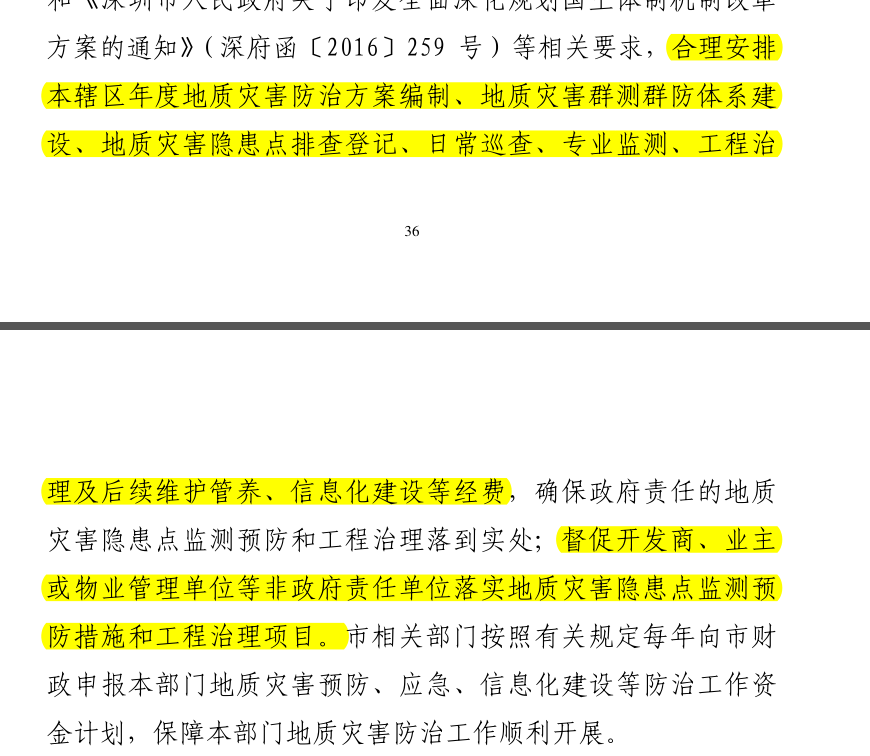 和《深圳市人民政府关于印发全面深化规划国土体制机制改革
方案的通知》（深府函〔2016〕259 号）等相关要求，合理安排
本辖区年度地质灾害防治方案编制、地质灾害群测群防体系建
设、地质灾害隐患点排查登记、日常巡查、专业监测、工程治
36
理及后续维护管养、信息化建设等经费，确保政府责任的地质
灾害隐患点监测预防和工程治理落到实处；督促开发商、业主
或物业管理单位等非政府责任单位落实地质灾害隐患点监测预
防措施和工程治理项目。市相关部门按照有关规定每年向市财
政申报本部门地质灾害预防、应急、信息化建设等防治工作资
金计划，保障本部门地质灾害防治工作顺利开展。